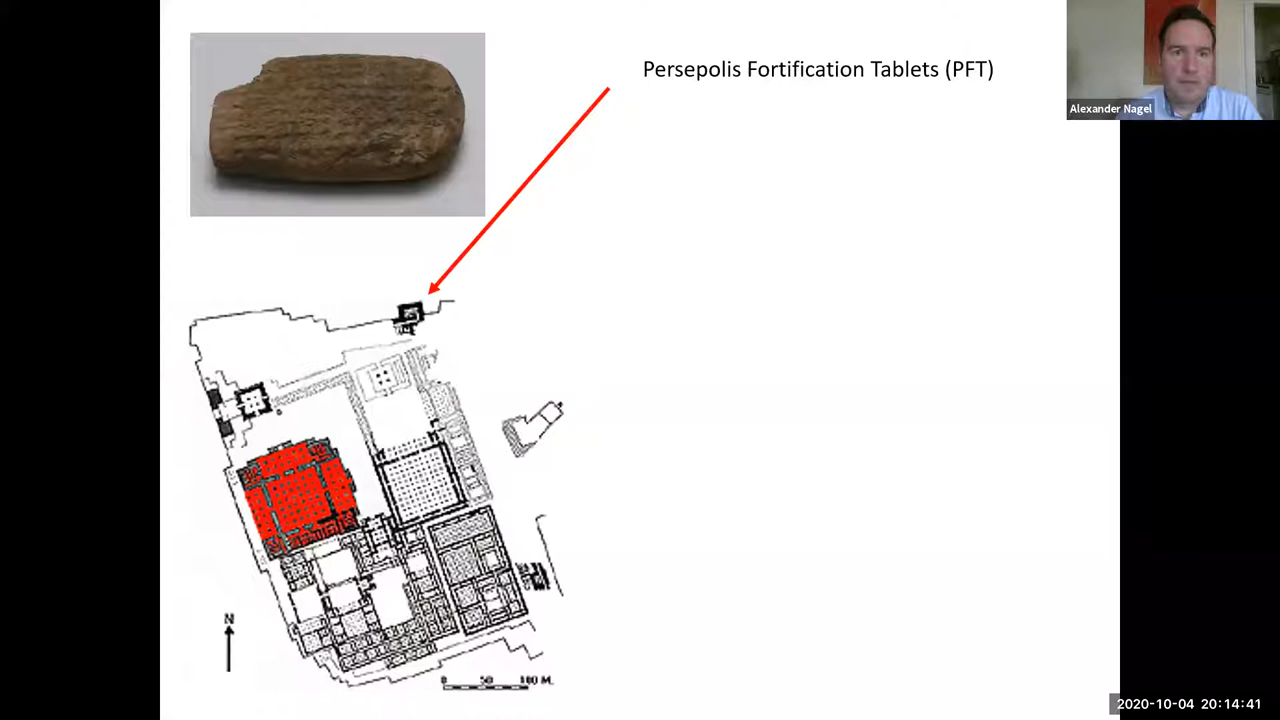 Persepolis Fortification Tablets (PFT)
Alexander Nagel
N
0 50 100 M.
2020-10-04 20:14:41